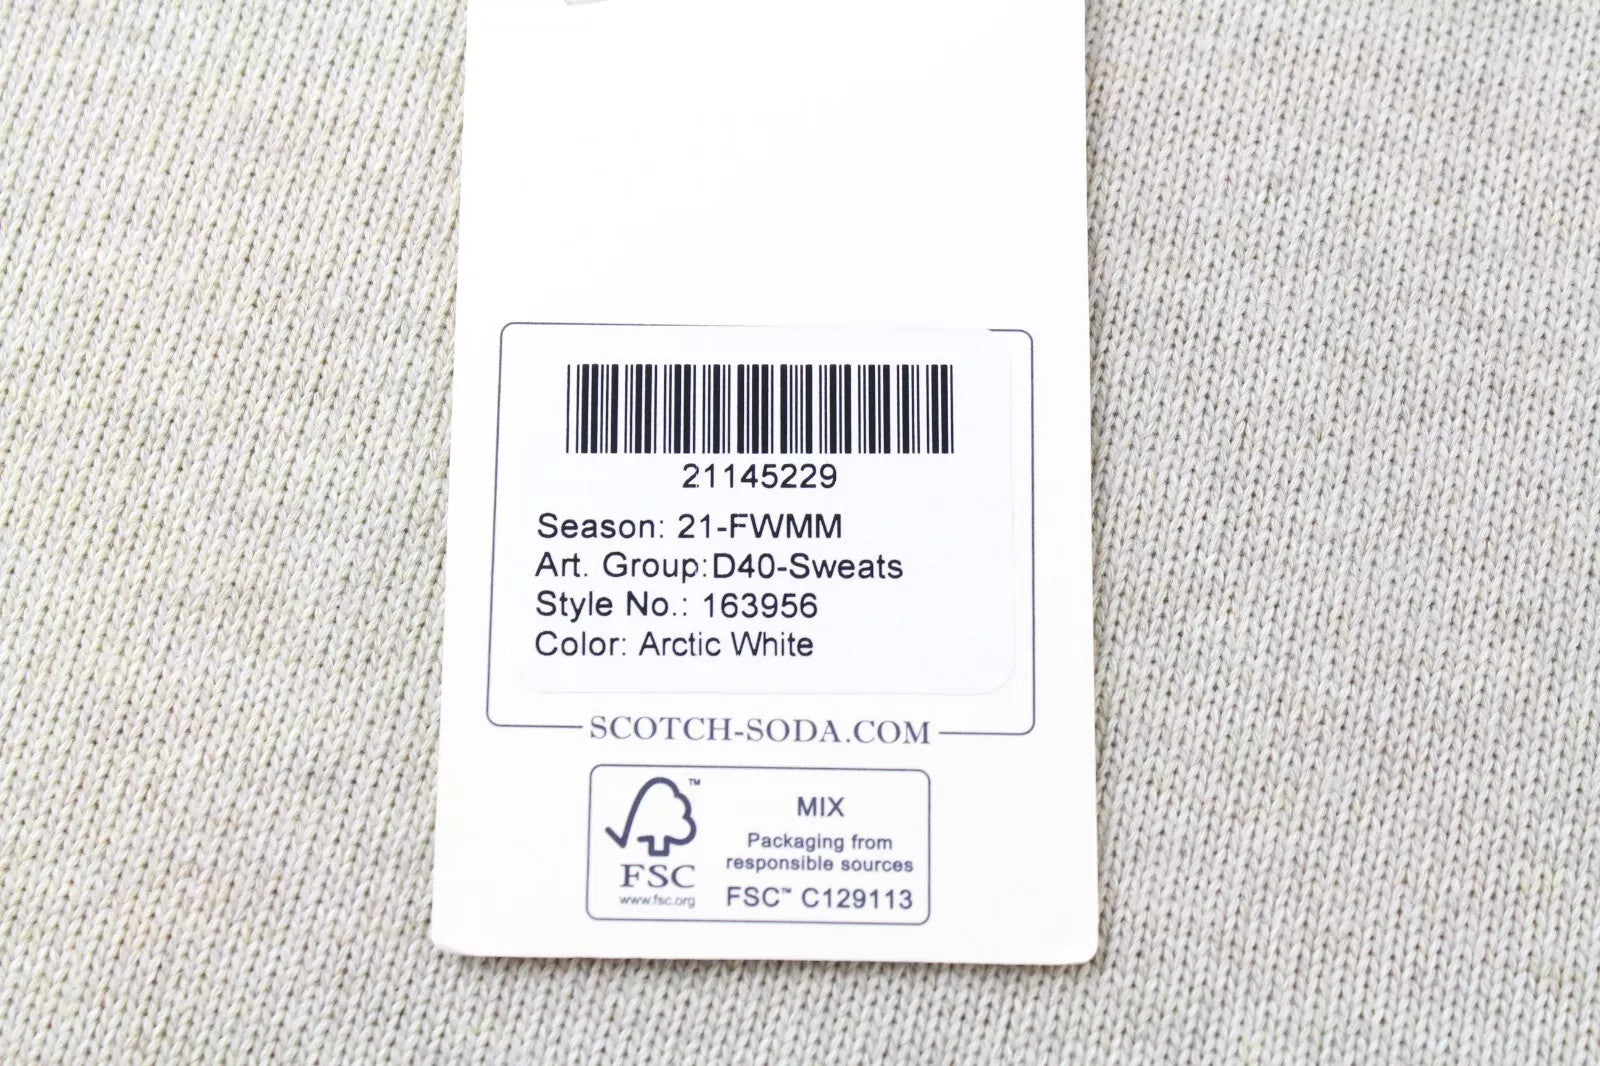 21145229
Season: 21-FWMM
Art. Group:D40-Sweats
Style No.: 163956
Color: Arctic White
SCOTCH-SODA.COM
™
FSC
www.fsc.org
MIX
Packaging from
responsible sources
FSC™ C129113